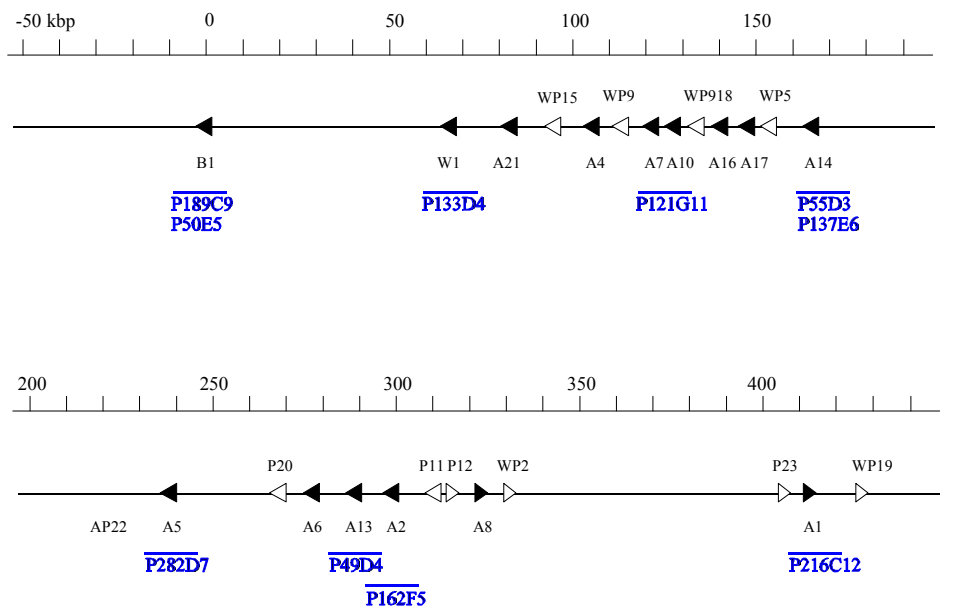 -50 kbp 0 50 100 150
WP15 WP9 WP918 WP5
B1 W1 A21 A4 A7 A10 A16 A17 A14
P189C9 P133D4 P121G11 P55D3
P50E5 P137E6
200 250 300 350 400
P20 P11 P12 WP2 P23 WP19
AP22 A5 A6 A13 A2 A8 A1
P282D7 P49D4 P216C12
P162F5